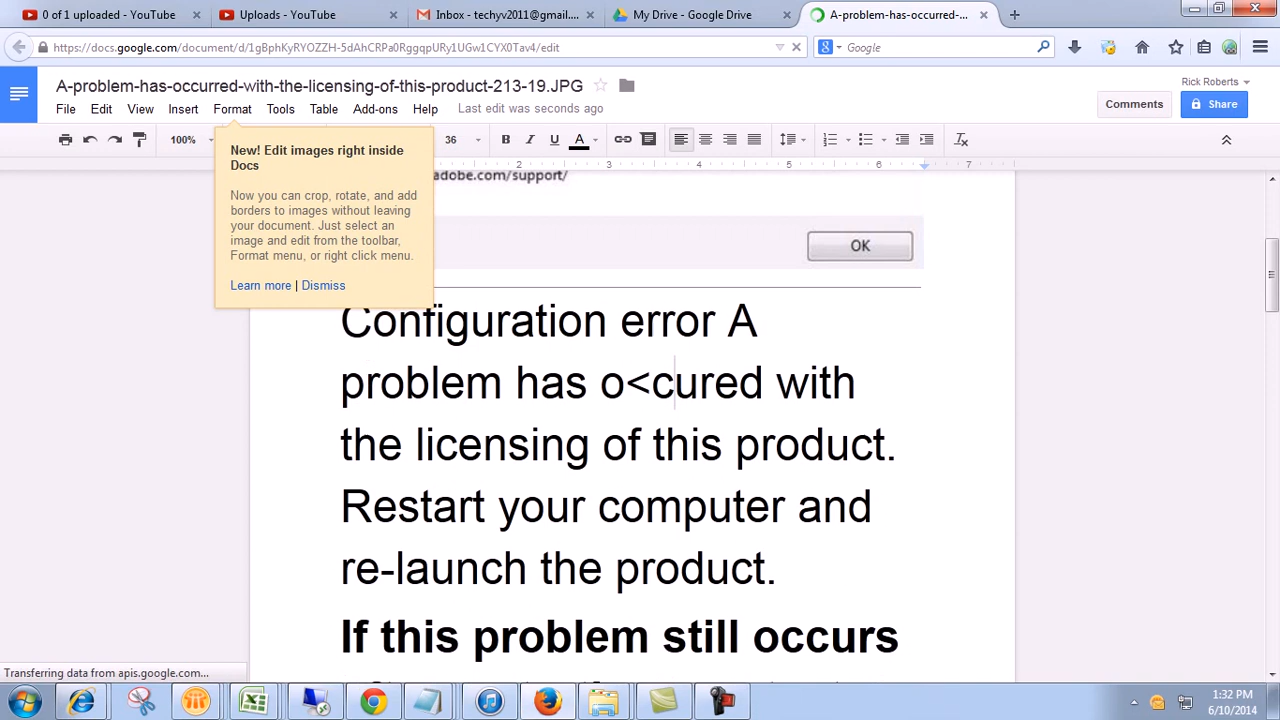 0 of 1 uploaded - YouTube
Uploads - YouTube
Inbox - techyv2011@gmail....
My Drive - Google Drive
A-problem-has-occurred-...
https://docs.google.com/document/d/1gBphKyRYOZZH-5dAhCRPa0RggqpURy1UGw1CYX0Tav4/edit
Google
A-problem-has-occurred-with-the-licensing-of-this-product-213-19.JPG
Rick Roberts
File Edit View Insert Format Tools Table Add-ons Help Last edit was seconds ago
Comments
Share
100%
36
B I U A
2 3 4 5 6 7
New! Edit images right inside
Docs
Now you can crop, rotate, and add
borders to images without leaving
your document. Just select an
image and edit from the toolbar,
Format menu, or right click menu.
Learn more | Dismiss
adobe.com/support/
OK
Configuration error A
problem has o<cured with
the licensing of this product.
Restart your computer and
re-launch the product.
If this problem still occurs
Transferring data from apis.google.com...
1:32 PM
6/10/2014